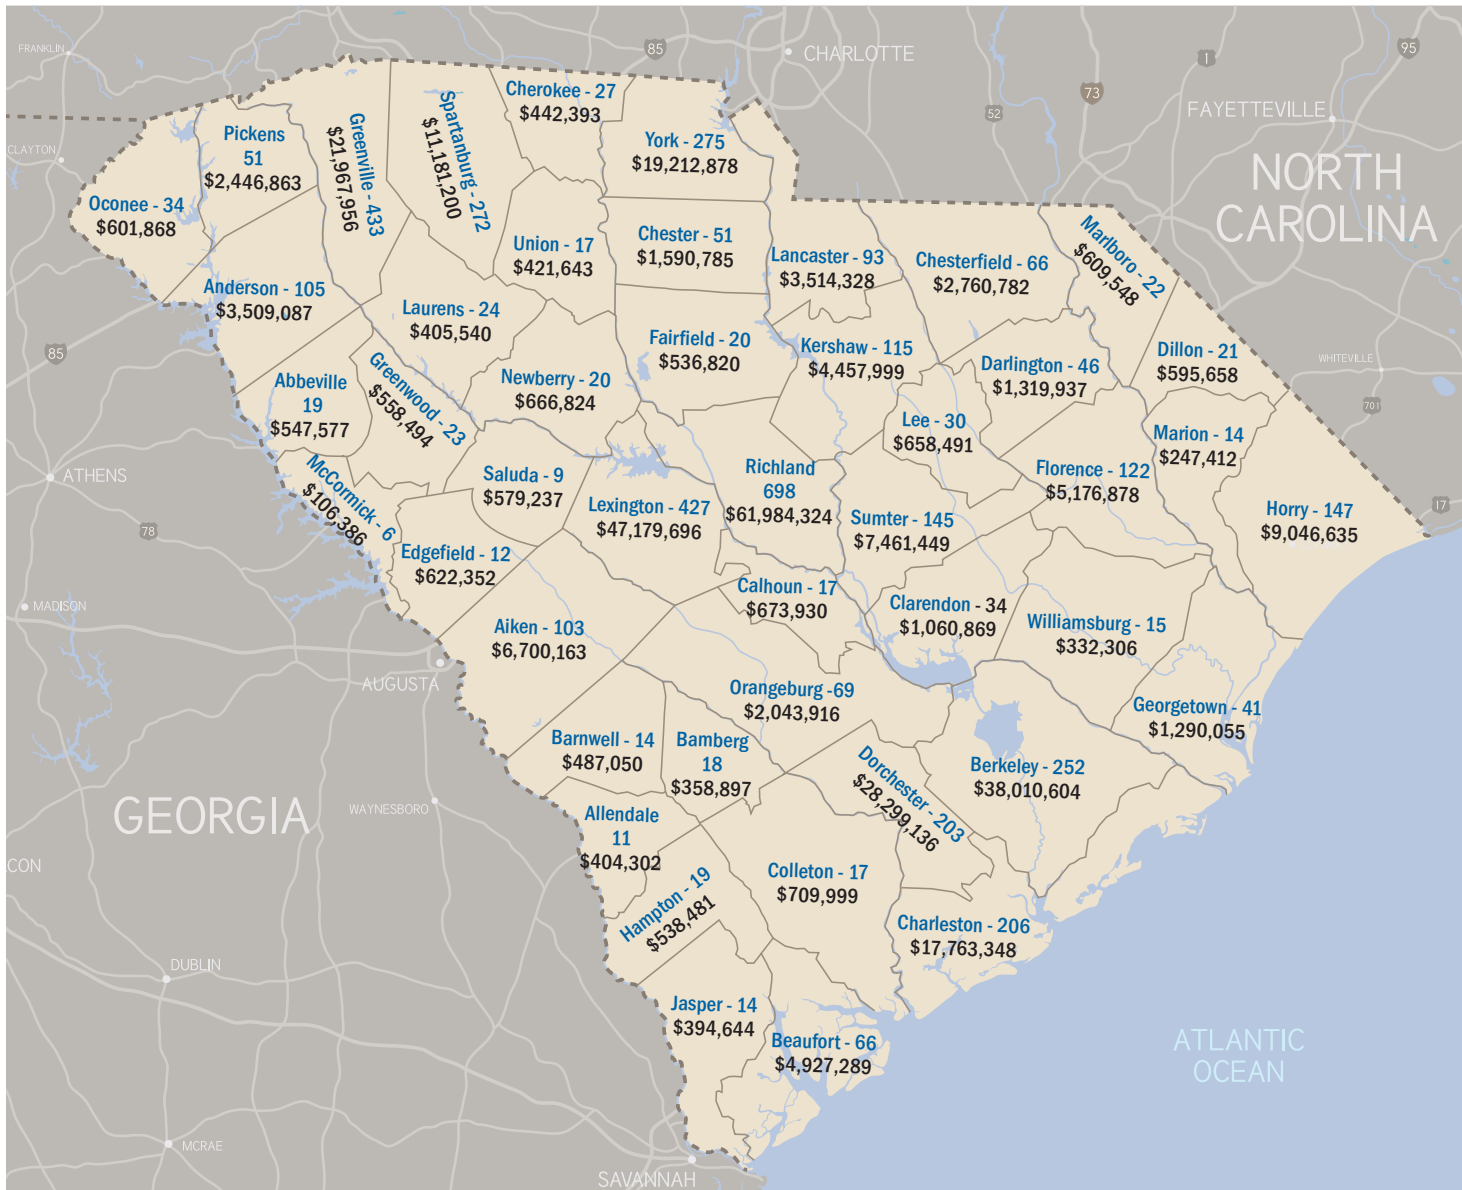 FRANKLIN
85
CHARLOTTE
1
95
73
52
FAYETTEVILLE
CLAYTON
NORTH
CAROLINA
Cherokee - 27
$442,393
Spartanburg - 272
$11,181,200
Greenville - 433
$21,967,956
Pickens
51
$2,446,863
York - 275
$19,212,878
Oconee - 34
$601,868
Union - 17
$421,643
Chester - 51
$1,590,785
Lancaster - 93
$3,514,328
Chesterfield - 66
$2,760,782
Marlboro - 22
$609,548
Anderson - 105
$3,509,087
Laurens - 24
$405,540
Fairfield - 20
$536,820
Kershaw - 115
$4,457,999
Darlington - 46
$1,319,937
Dillon - 21
$595,658
WHITEVILLE
85
701
Abbeville
19
$547,577
Greenwood - 23
$558,494
Newberry - 20
$666,824
Lee - 30
$658,491
Marion - 14
$247,412
ATHENS
McCormick - 6
$106,386
Saluda - 9
$579,237
Richland
698
$61,984,324
Florence - 122
$5,176,878
17
78
Lexington - 427
$47,179,696
Sumter - 145
$7,461,449
Horry - 147
$9,046,635
Edgefield - 12
$622,352
MADISON
Calhoun - 17
$673,930
Clarendon - 34
$1,060,869
Williamsburg - 15
$332,306
Aiken - 103
$6,700,163
AUGUSTA
Orangeburg -69
$2,043,916
Georgetown - 41
$1,290,055
Barnwell - 14
$487,050
Bamberg
18
$358,897
Dorchester - 203
$28,299,136
Berkeley - 252
$38,010,604
GEORGIA
WAYNESBORO
Allendale
11
$404,302
CON
Hampton - 19
$538,481
Colleton - 17
$709,999
Charleston - 206
$17,763,348
DUBLIN
Jasper - 14
$394,644
Beaufort - 66
$4,927,289
ATLANTIC
OCEAN
MCRAE
SAVANNAH